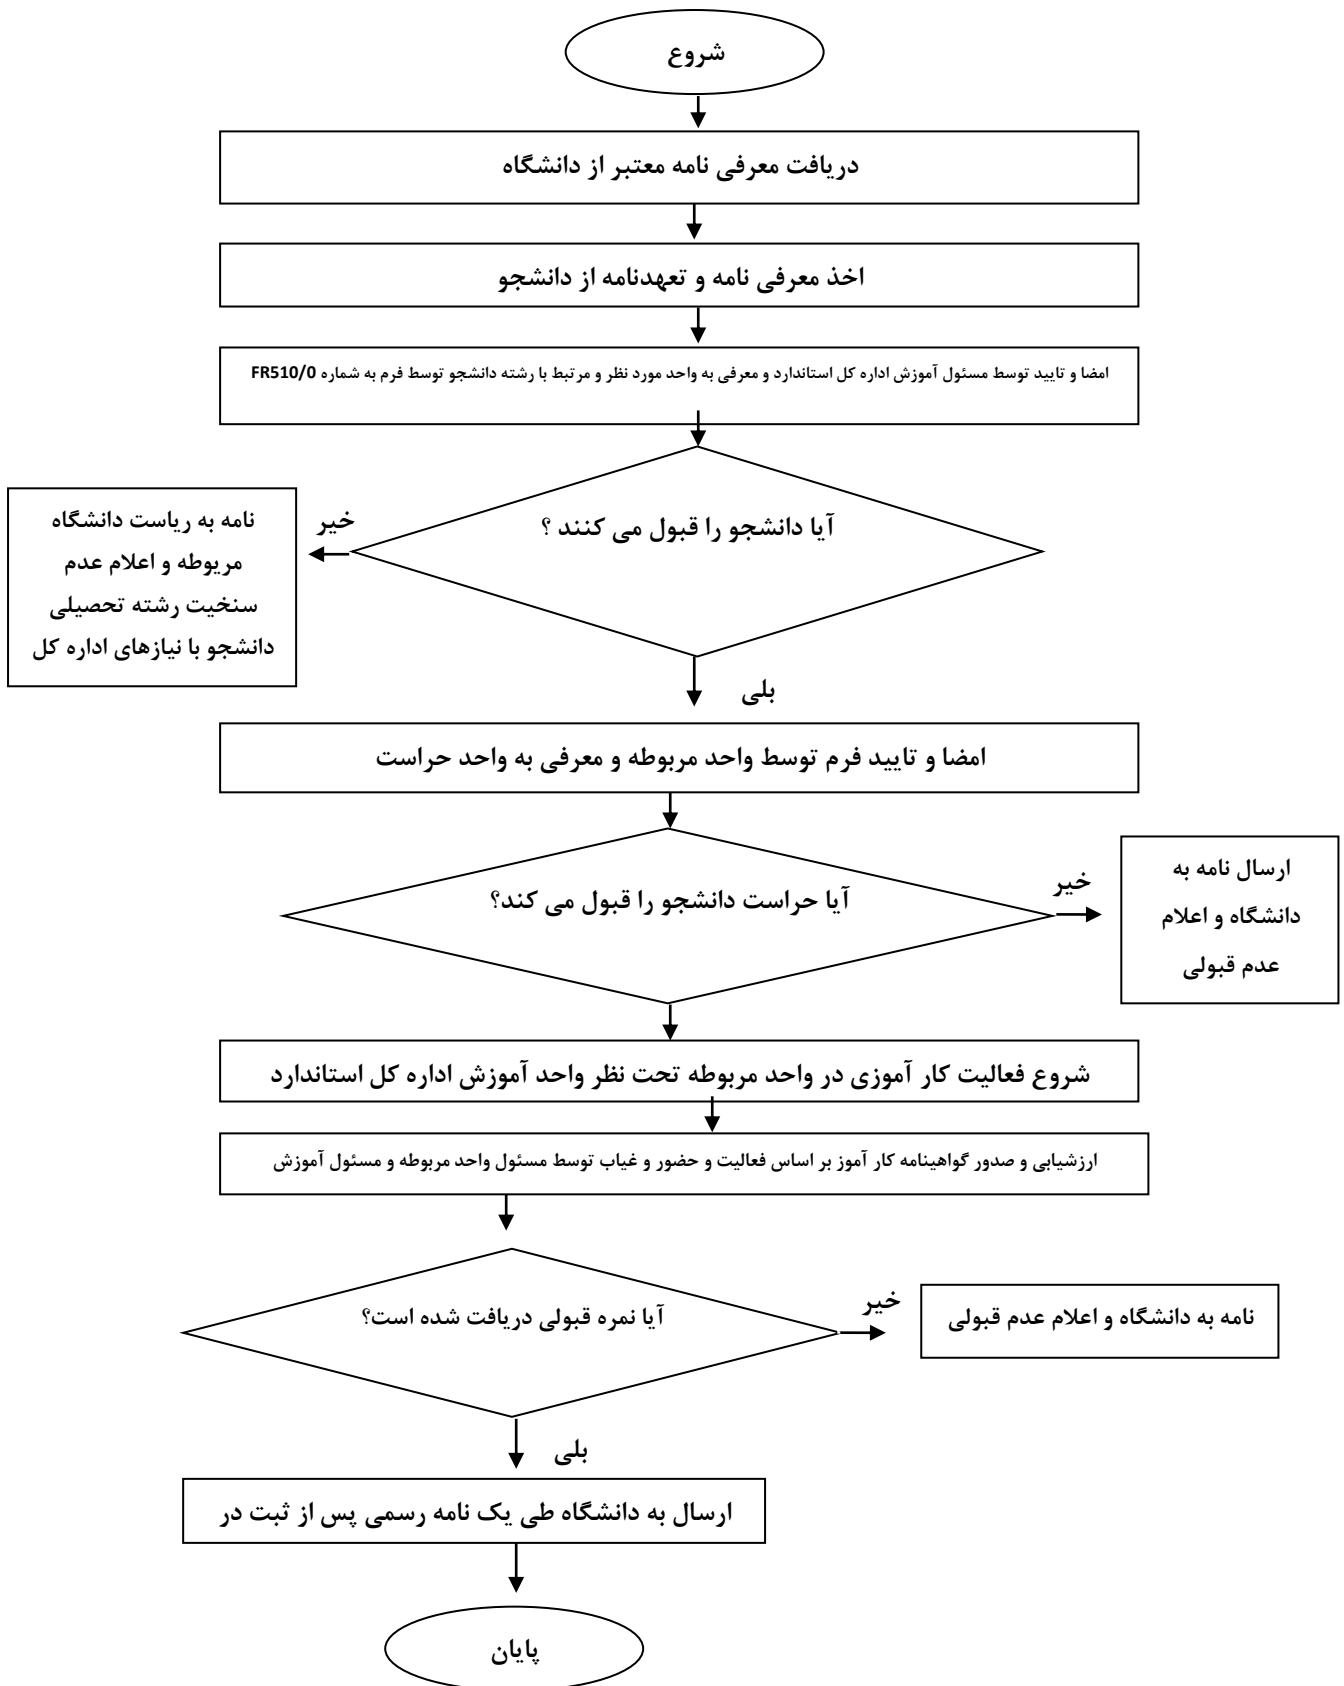 شروع
دریافت معرفی نامه معتبر از دانشگاه
اخذ معرفی نامه و تعهدنامه از دانشجو
امضا و تایید توسط مسئول آموزش اداره کل استاندارد و معرفی به واحد مورد نظر و مرتبط با رشته دانشجو توسط فرم به شماره FR510/0
آیا دانشجو را قبول می کنند ؟
خیر
نامه به ریاست دانشگاه
مربوطه و اعلام عدم
سنخیت رشته تحصیلی
دانشجو با نیازهای اداره کل
بلی
امضا و تایید فرم توسط واحد مربوطه و معرفی به واحد حراست
آیا حراست دانشجو را قبول می کند؟
خیر
ارسال نامه به
دانشگاه و اعلام
عدم قبولی
شروع فعالیت کار آموزی در واحد مربوطه تحت نظر واحد آموزش اداره کل استاندارد
ارزشیابی و صدور گواهینامه کار آموز بر اساس فعالیت و حضور و غیاب توسط مسئول واحد مربوطه و مسئول آموزش
آیا نمره قبولی دریافت شده است؟
خیر
نامه به دانشگاه و اعلام عدم قبولی
بلی
ارسال به دانشگاه طی یک نامه رسمی پس از ثبت در
پایان